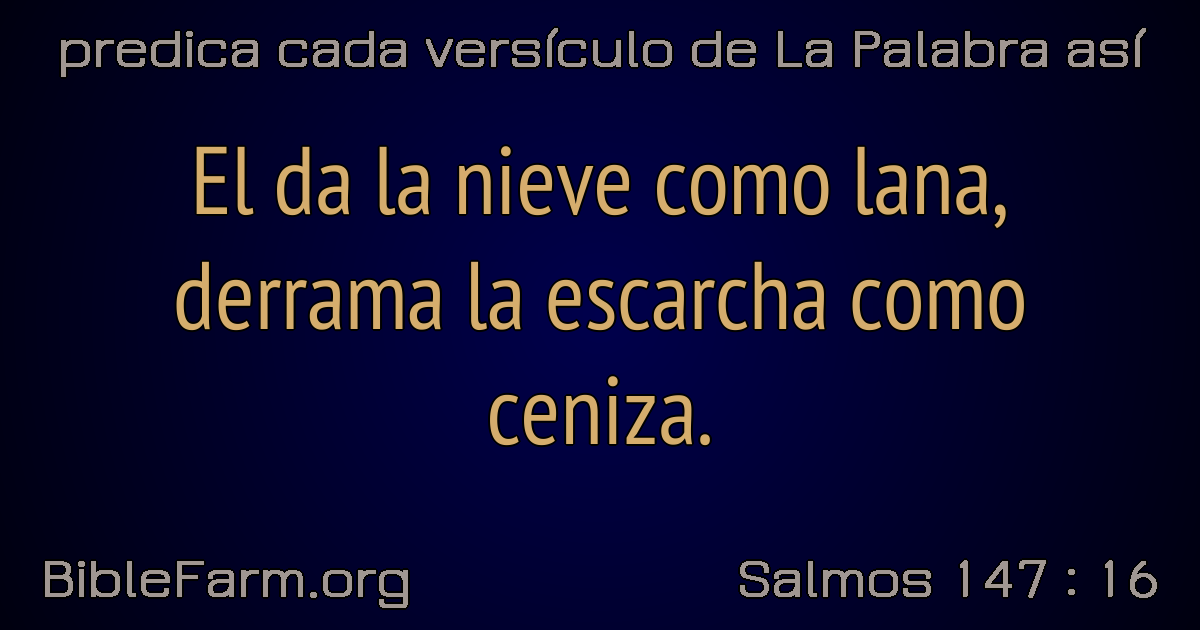 predica cada versículo de La Palabra así
El da la nieve como lana,
derrama la escarcha como
ceniza.
BibleFarm.org
Salmos 147 : 16